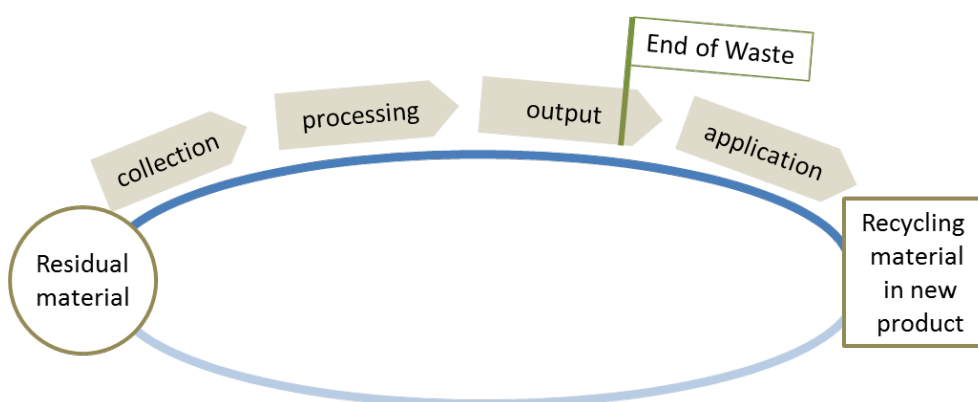 End of Waste
collection
processing
output
application
Residual
material
Recycling
material
in new
product